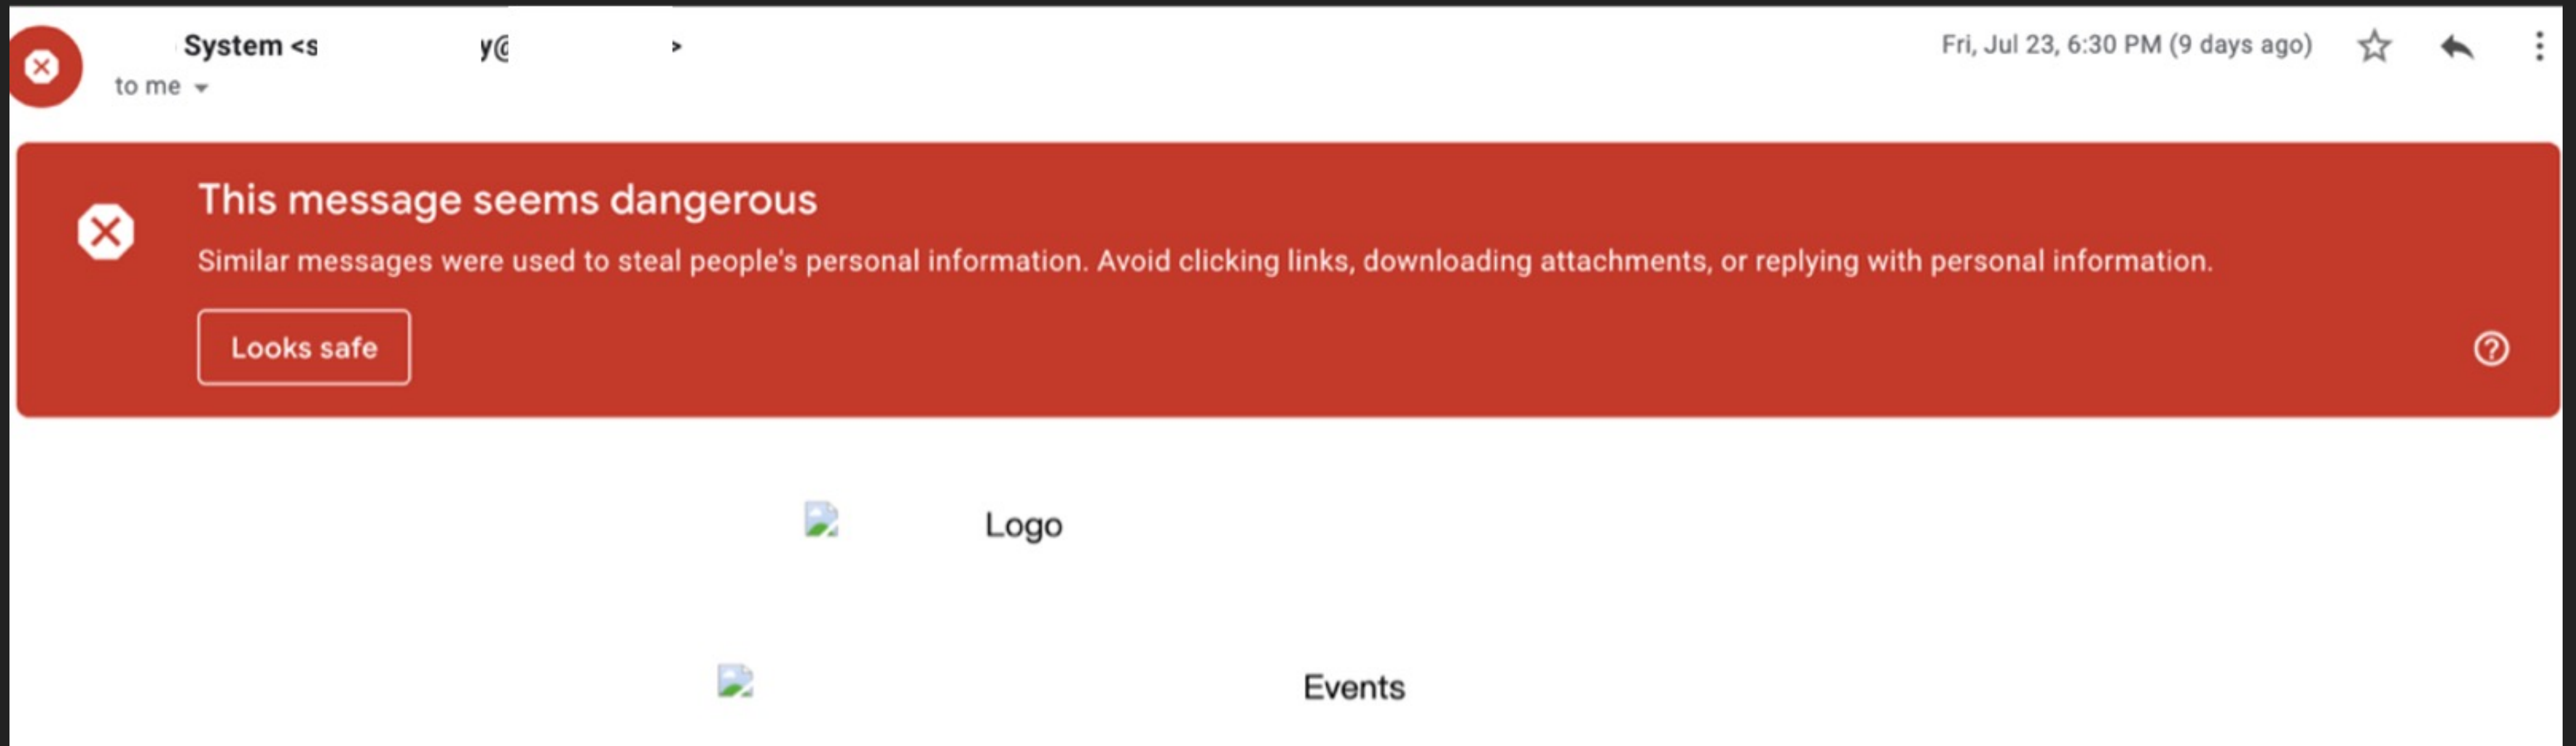 System <s y@ >
Fri, Jul 23, 6:30 PM (9 days ago)
to me
This message seems dangerous
Similar messages were used to steal people's personal information. Avoid clicking links, downloading attachments, or replying with personal information.
Looks safe
Logo
Events